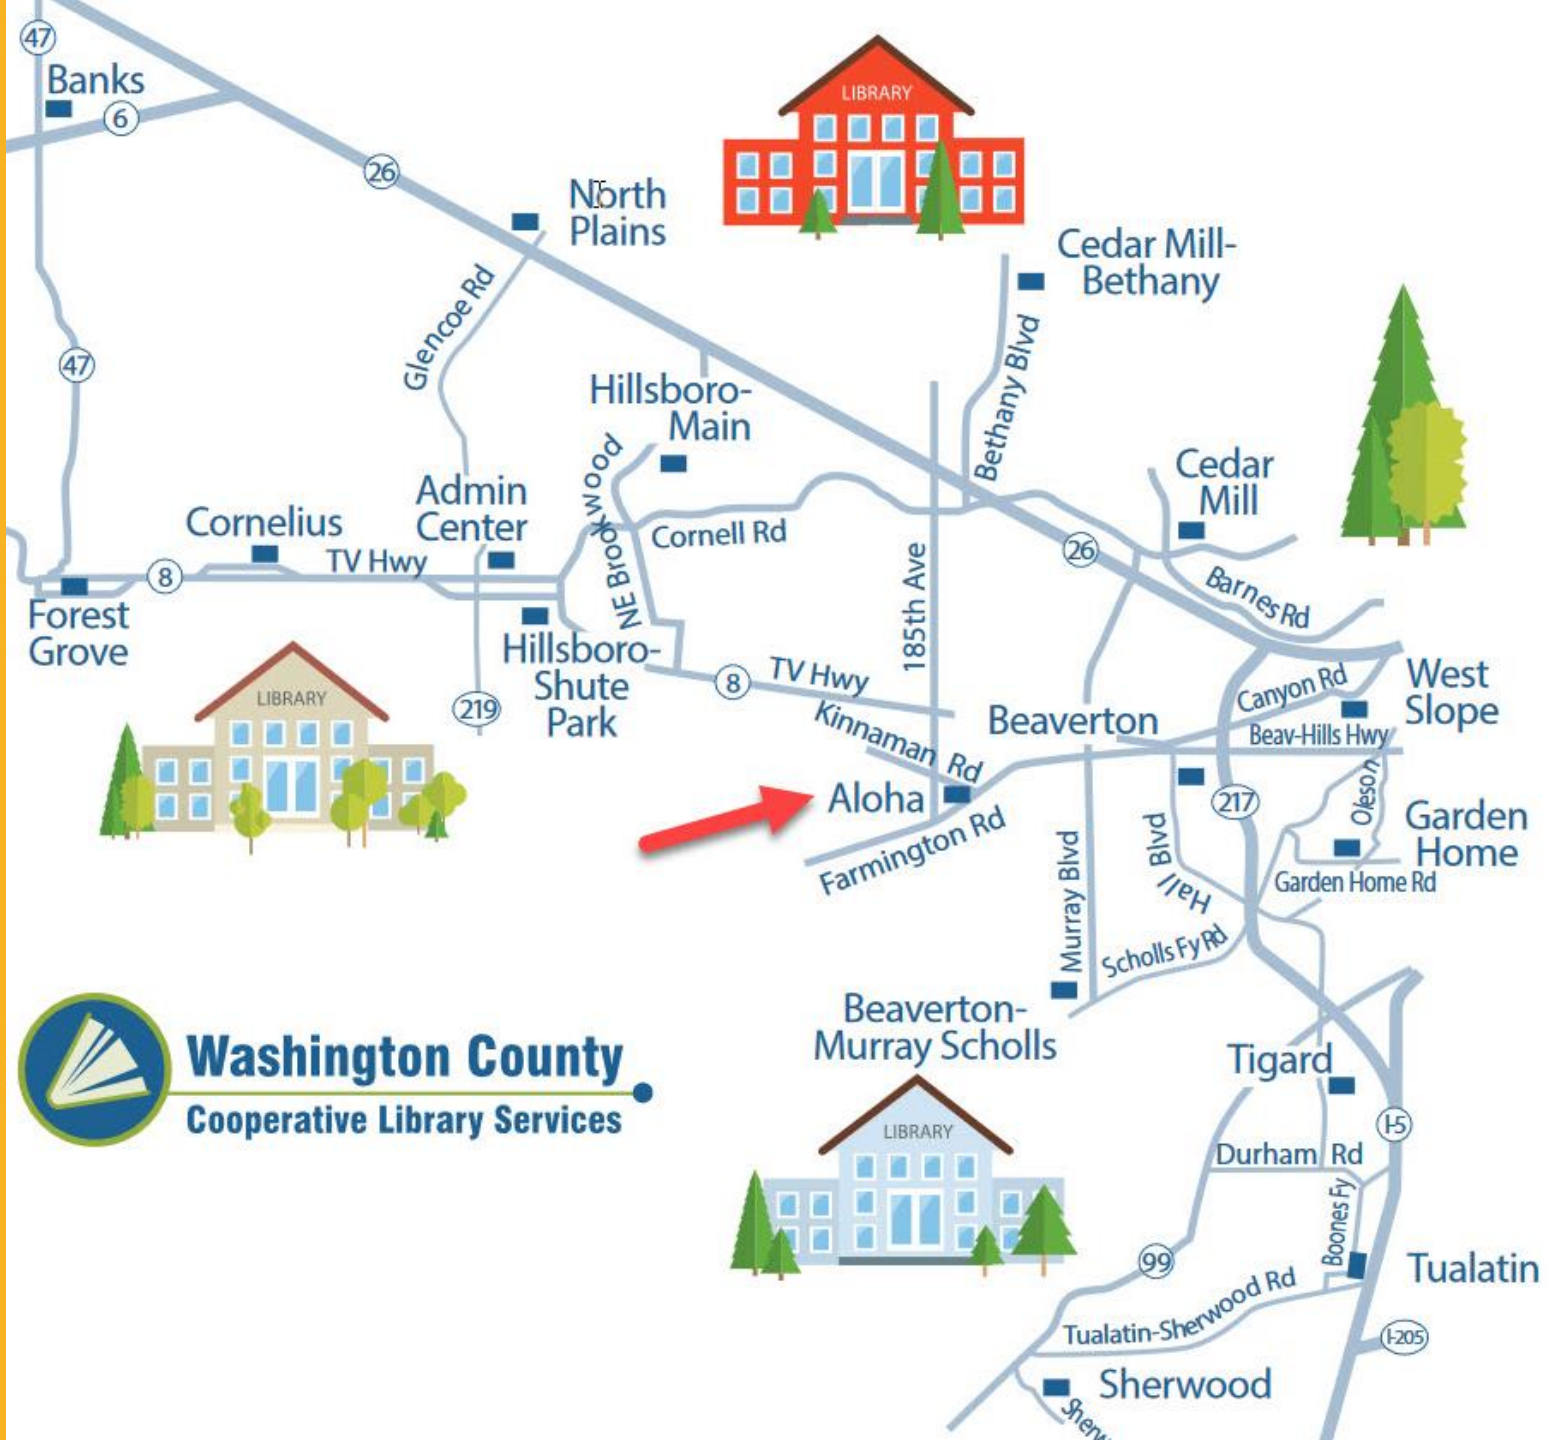 47
Banks
6
26
North
Plains
LIBRARY
Cedar Mill-
Bethany
Glencoe Rd
47
Bethany Blvd
Hillsboro-
Main
NE Brookwood
Cedar
Mill
Admin
Center
Cornelius
Cornell Rd
TV Hwy
8
26
185th Ave
Barnes Rd
Forest
Grove
Hillsboro-
Shute
Park
219
LIBRARY
8
TV Hwy
Kinnaman Rd
Beaverton
Canyon Rd
West
Slope
Beav-Hills Hwy
Aloha
Farmington Rd
217
Oleson
Garden
Home
Garden Home Rd
Murray Blvd
Hall Blvd
Scholls Fy Rd
Beaverton-
Murray Scholls
Washington County
Cooperative Library Services
Tigard
LIBRARY
I-5
Durham Rd
Boones Fy
99
Tualatin
Tualatin-Sherwood Rd
I-205
Sherwood
Sherw